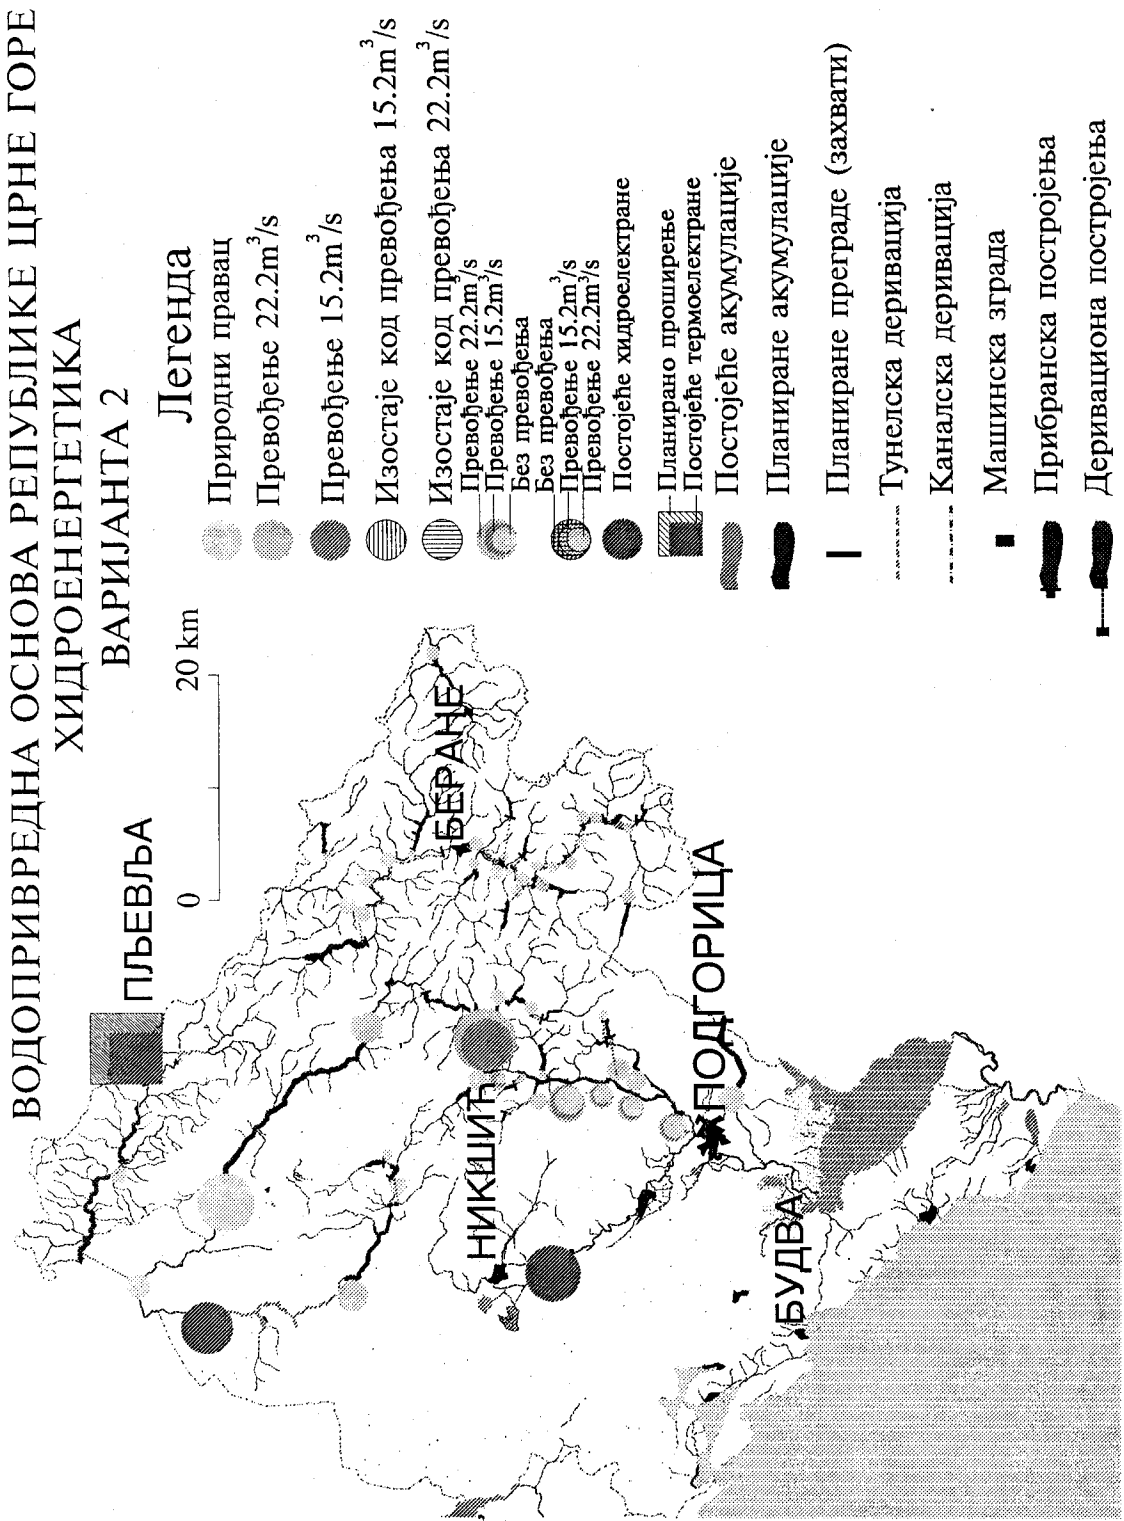 ВОДОПРИВРЕДНА ОСНОВА РЕПУБЛИКЕ ЦРНЕ ГОРЕ
ХИДРОЕНЕРГЕТИКА
ВАРИЈАНТА 2
Легенда
Природни правац
Превођење 22.2m³/s
Превођење 15.2m³/s
Изостаје код превођења 15.2m³/s
Изостаје код превођења 22.2m³/s
Превођење 22.2m³/s
Превођење 15.2m³/s
Без превођења
Без превођења
Превођење 15.2m³/s
Превођење 22.2m³/s
Постојеће хидроелектране
Планирано проширење
Постојеће термоелектране
Постојеће акумулације
Планиране акумулације
Планиране преграде (захвати)
Тунелска деривација
Каналска деривација
Машинска зграда
Прибранска постројења
Деривациона постројења
0 20 km
ПЉЕВЉА
БЕРАНЕ
НИКШИЋ
ПОДГОРИЦА
БУДВА